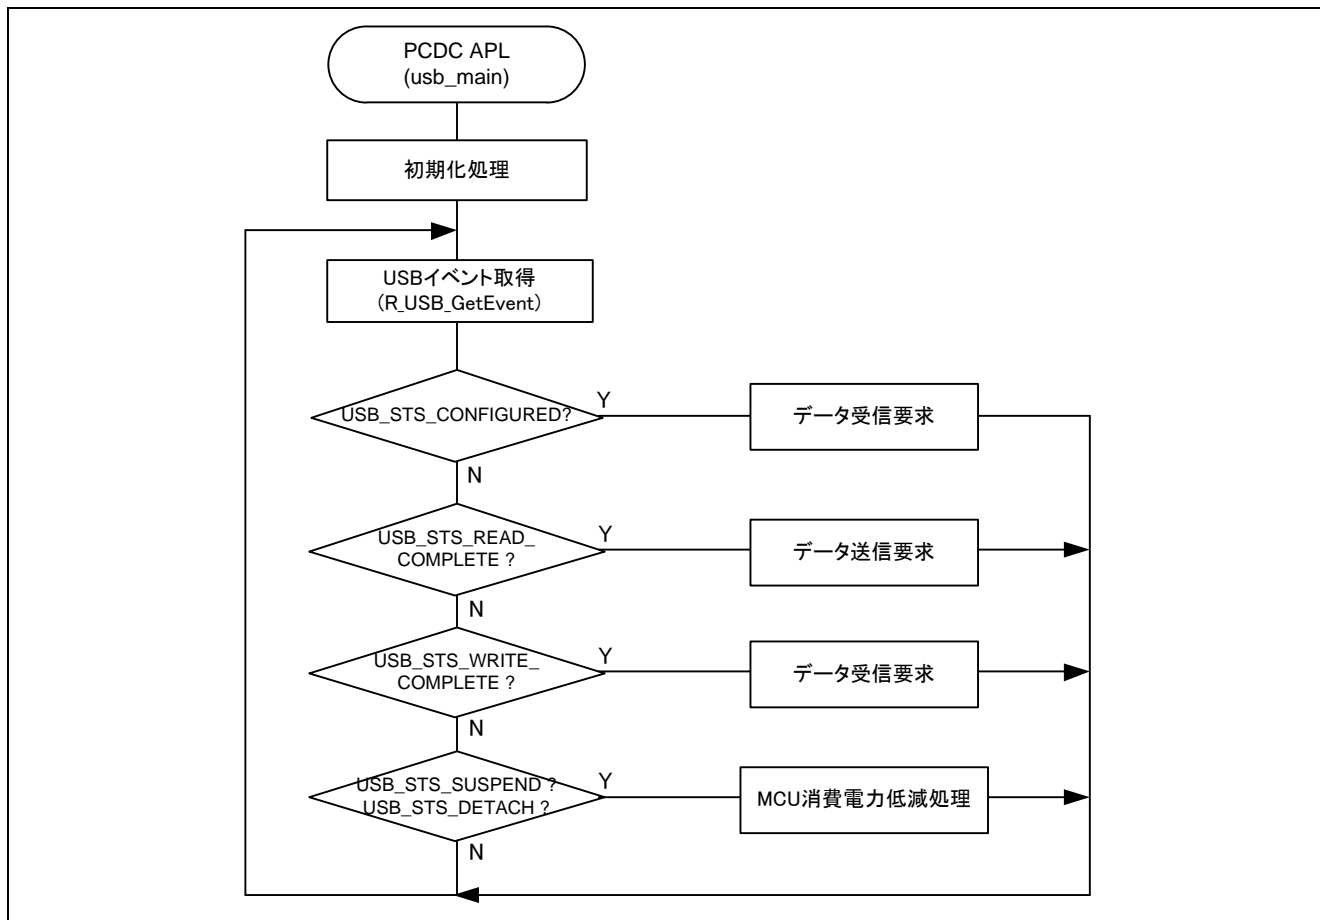 PCDC APL
(usb_main)
初期化処理
USBイベント取得
(R_USB_GetEvent)
USB_STS_CONFIGURED?
Y
データ受信要求
N
USB_STS_READ_
COMPLETE ?
Y
データ送信要求
N
USB_STS_WRITE_
COMPLETE ?
Y
データ受信要求
N
USB_STS_SUSPEND ?
USB_STS_DETACH ?
Y
MCU消費電力低減処理
N